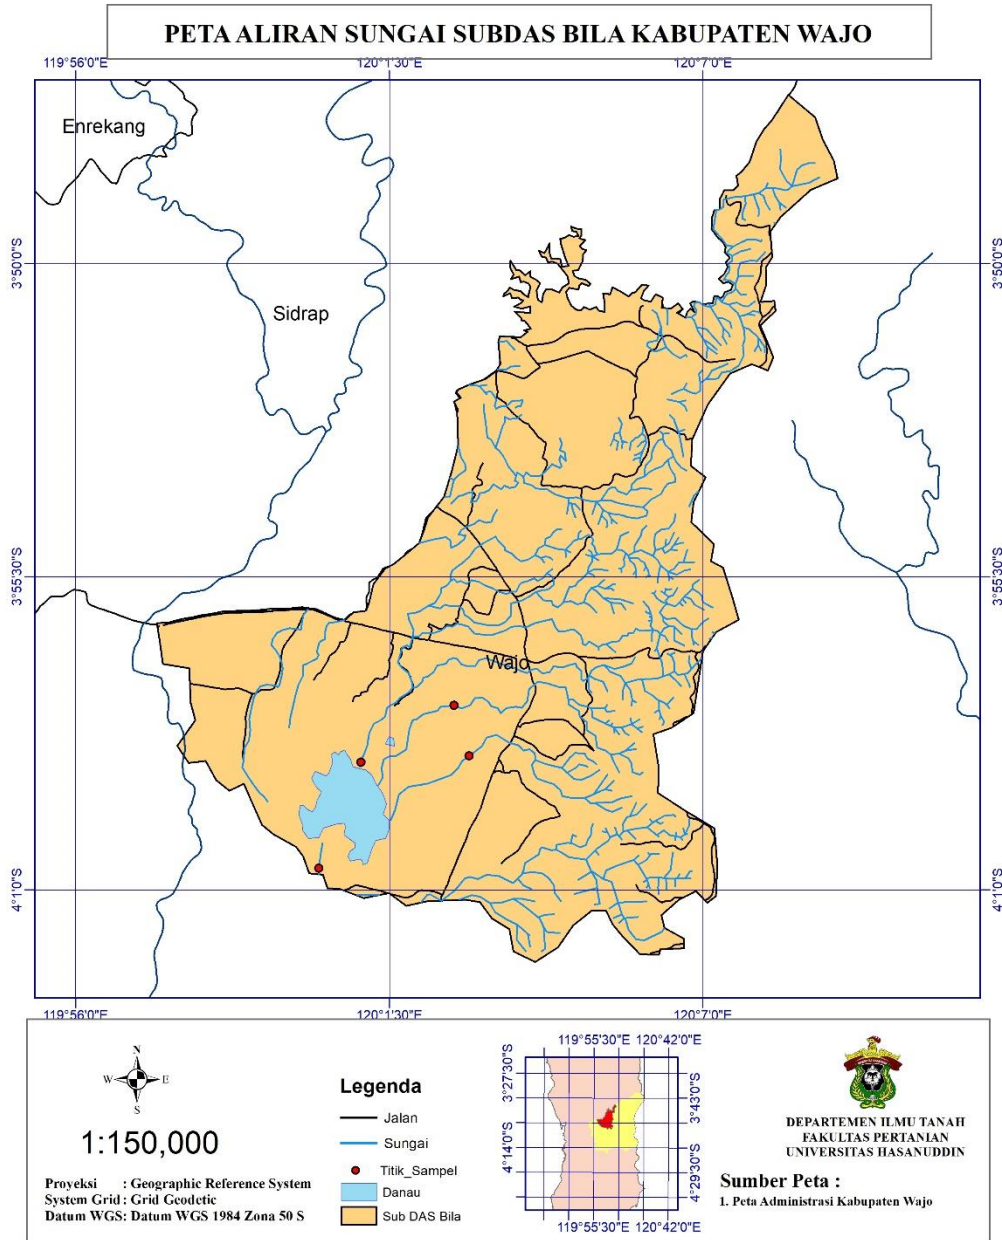 PETA ALIRAN SUNGAI SUBDAS BILA KABUPATEN WAJO
119°56'0"E
120°1'30"E
120°7'0"E
Enrekang
3°50'0"S
3°50'0"S
Sidrap
3°55'30"S
3°55'30"S
Wajo
4°1'0"S
4°1'0"S
119°56'0"E
120°1'30"E
120°7'0"E
N
W
E
S
1:150,000
Proyeksi : Geographic Reference System
System Grid : Grid Geodetic
Datum WGS: Datum WGS 1984 Zona 50 S
Legenda
Jalan
Sungai
Titik_Sampel
Danau
Sub DAS Bila
119°55'30"E
120°42'0"E
3°27'30"S
4°14'0"S
3°43'0"S
4°29'30"S
119°55'30"E
120°42'0"E
DEPARTEMEN ILMU TANAH
FAKULTAS PERTANIAN
UNIVERSITAS HASANUDDIN
Sumber Peta :
1. Peta Administrasi Kabupaten Wajo